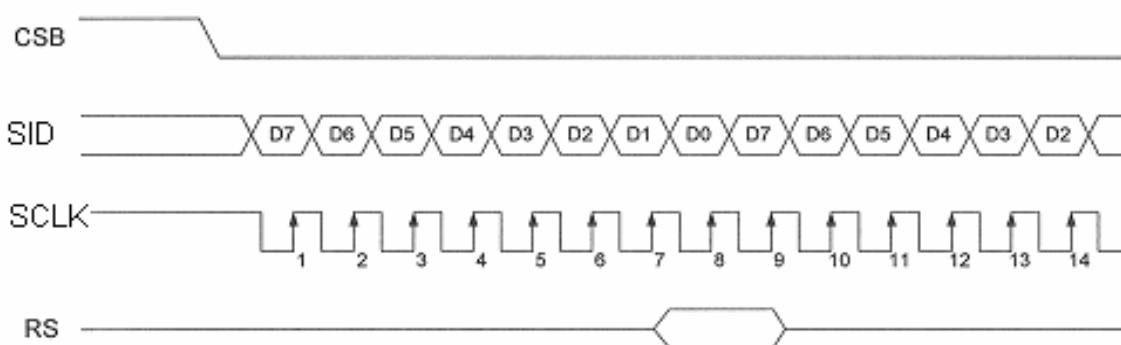 CSB
SID D7 D6 D5 D4 D3 D2 D1 D0 D7 D6 D5 D4 D3 D2
SCLK
1 2 3 4 5 6 7 8 9 10 11 12 13 14
RS